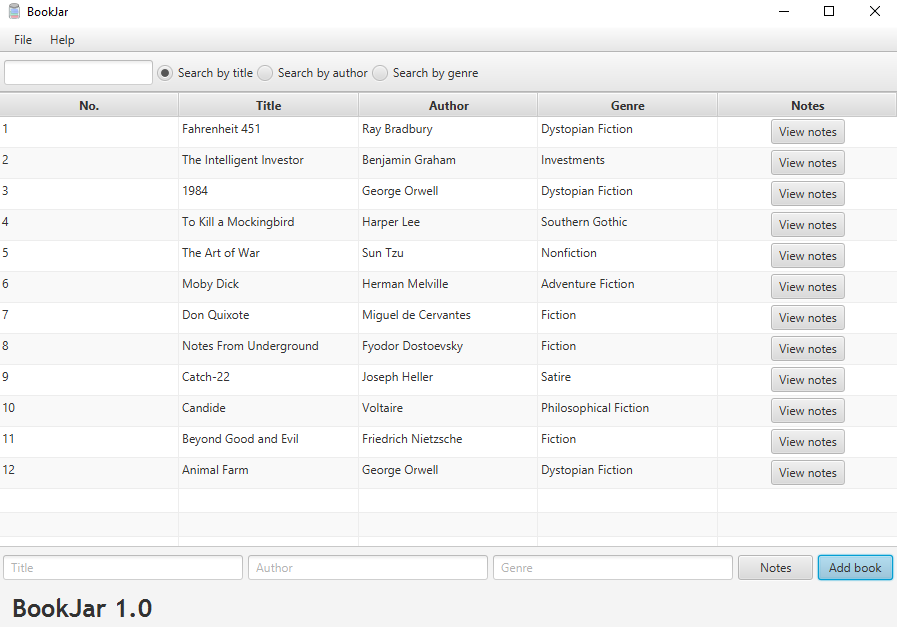 BookJar
File Help
Search by title Search by author Search by genre
No. Title Author Genre Notes
1 Fahrenheit 451 Ray Bradbury Dystopian Fiction View notes
2 The Intelligent Investor Benjamin Graham Investments View notes
3 1984 George Orwell Dystopian Fiction View notes
4 To Kill a Mockingbird Harper Lee Southern Gothic View notes
5 The Art of War Sun Tzu Nonfiction View notes
6 Moby Dick Herman Melville Adventure Fiction View notes
7 Don Quixote Miguel de Cervantes Fiction View notes
8 Notes From Underground Fyodor Dostoevsky Fiction View notes
9 Catch-22 Joseph Heller Satire View notes
10 Candide Voltaire Philosophical Fiction View notes
11 Beyond Good and Evil Friedrich Nietzsche Fiction View notes
12 Animal Farm George Orwell Dystopian Fiction View notes
Title Author Genre Notes Add book
BookJar 1.0